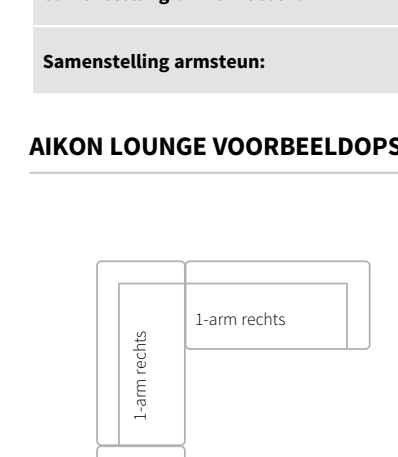 Samenstelling armsteun:
AIKON LOUNGE VOORBEELDOPS
1-arm rechts
1-arm rechts